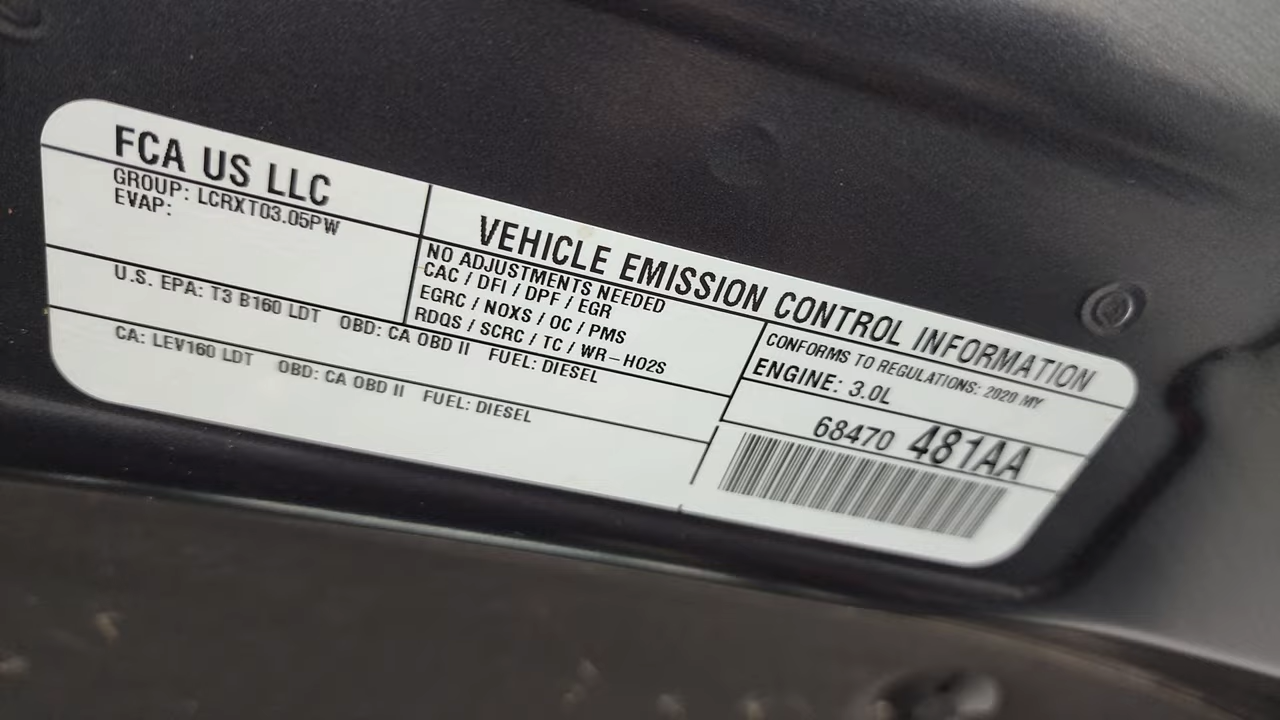 FCA US LLC
GROUP: LCRXT03.05PW
EVAP:
VEHICLE EMISSION CONTROL INFORMATION
NO ADJUSTMENTS NEEDED
CAC / DFI / DPF / EGR
EGRC / NOXS / OC / PMS
RDQS / SCRC / TC / WR-HO2S
CONFORMS TO REGULATIONS: 2020 MY
ENGINE: 3.0L
U.S. EPA: T3 B160 LDT OBD: CA OBD II FUEL: DIESEL
CA: LEV160 LDT OBD: CA OBD II FUEL: DIESEL
68470 481AA